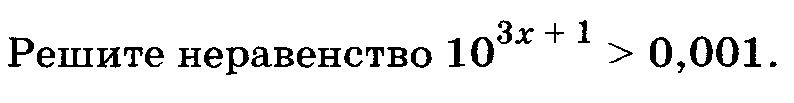 Решите неравенство 10^{3x + 1} > 0,001.